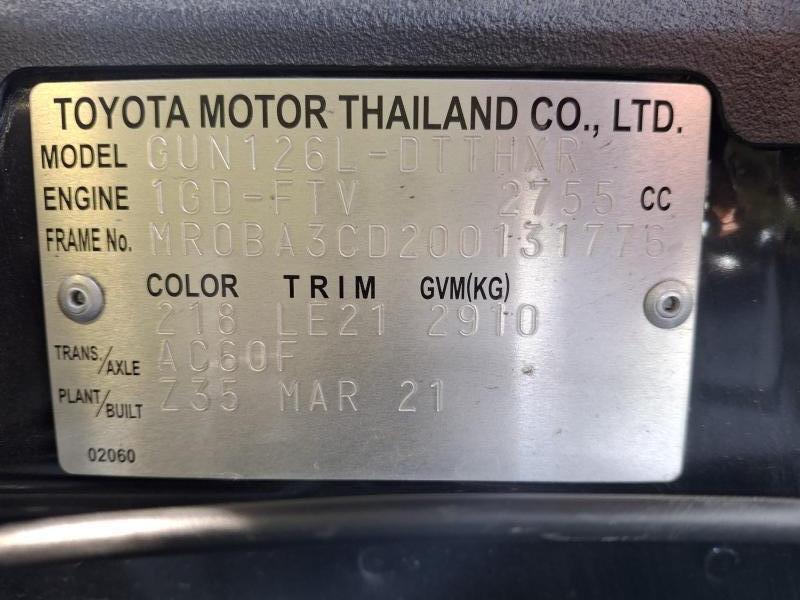 TOYOTA MOTOR THAILAND CO., LTD.
MODEL GUN126L-DTTHXR
ENGINE 1GD-FTV 2755 CC
FRAME No. MR0BA3CD200131776
COLOR TRIM GVM(KG)
218 LE21 2910
TRANS./AXLE AC60F
PLANT/BUILT Z35 MAR 21
02060